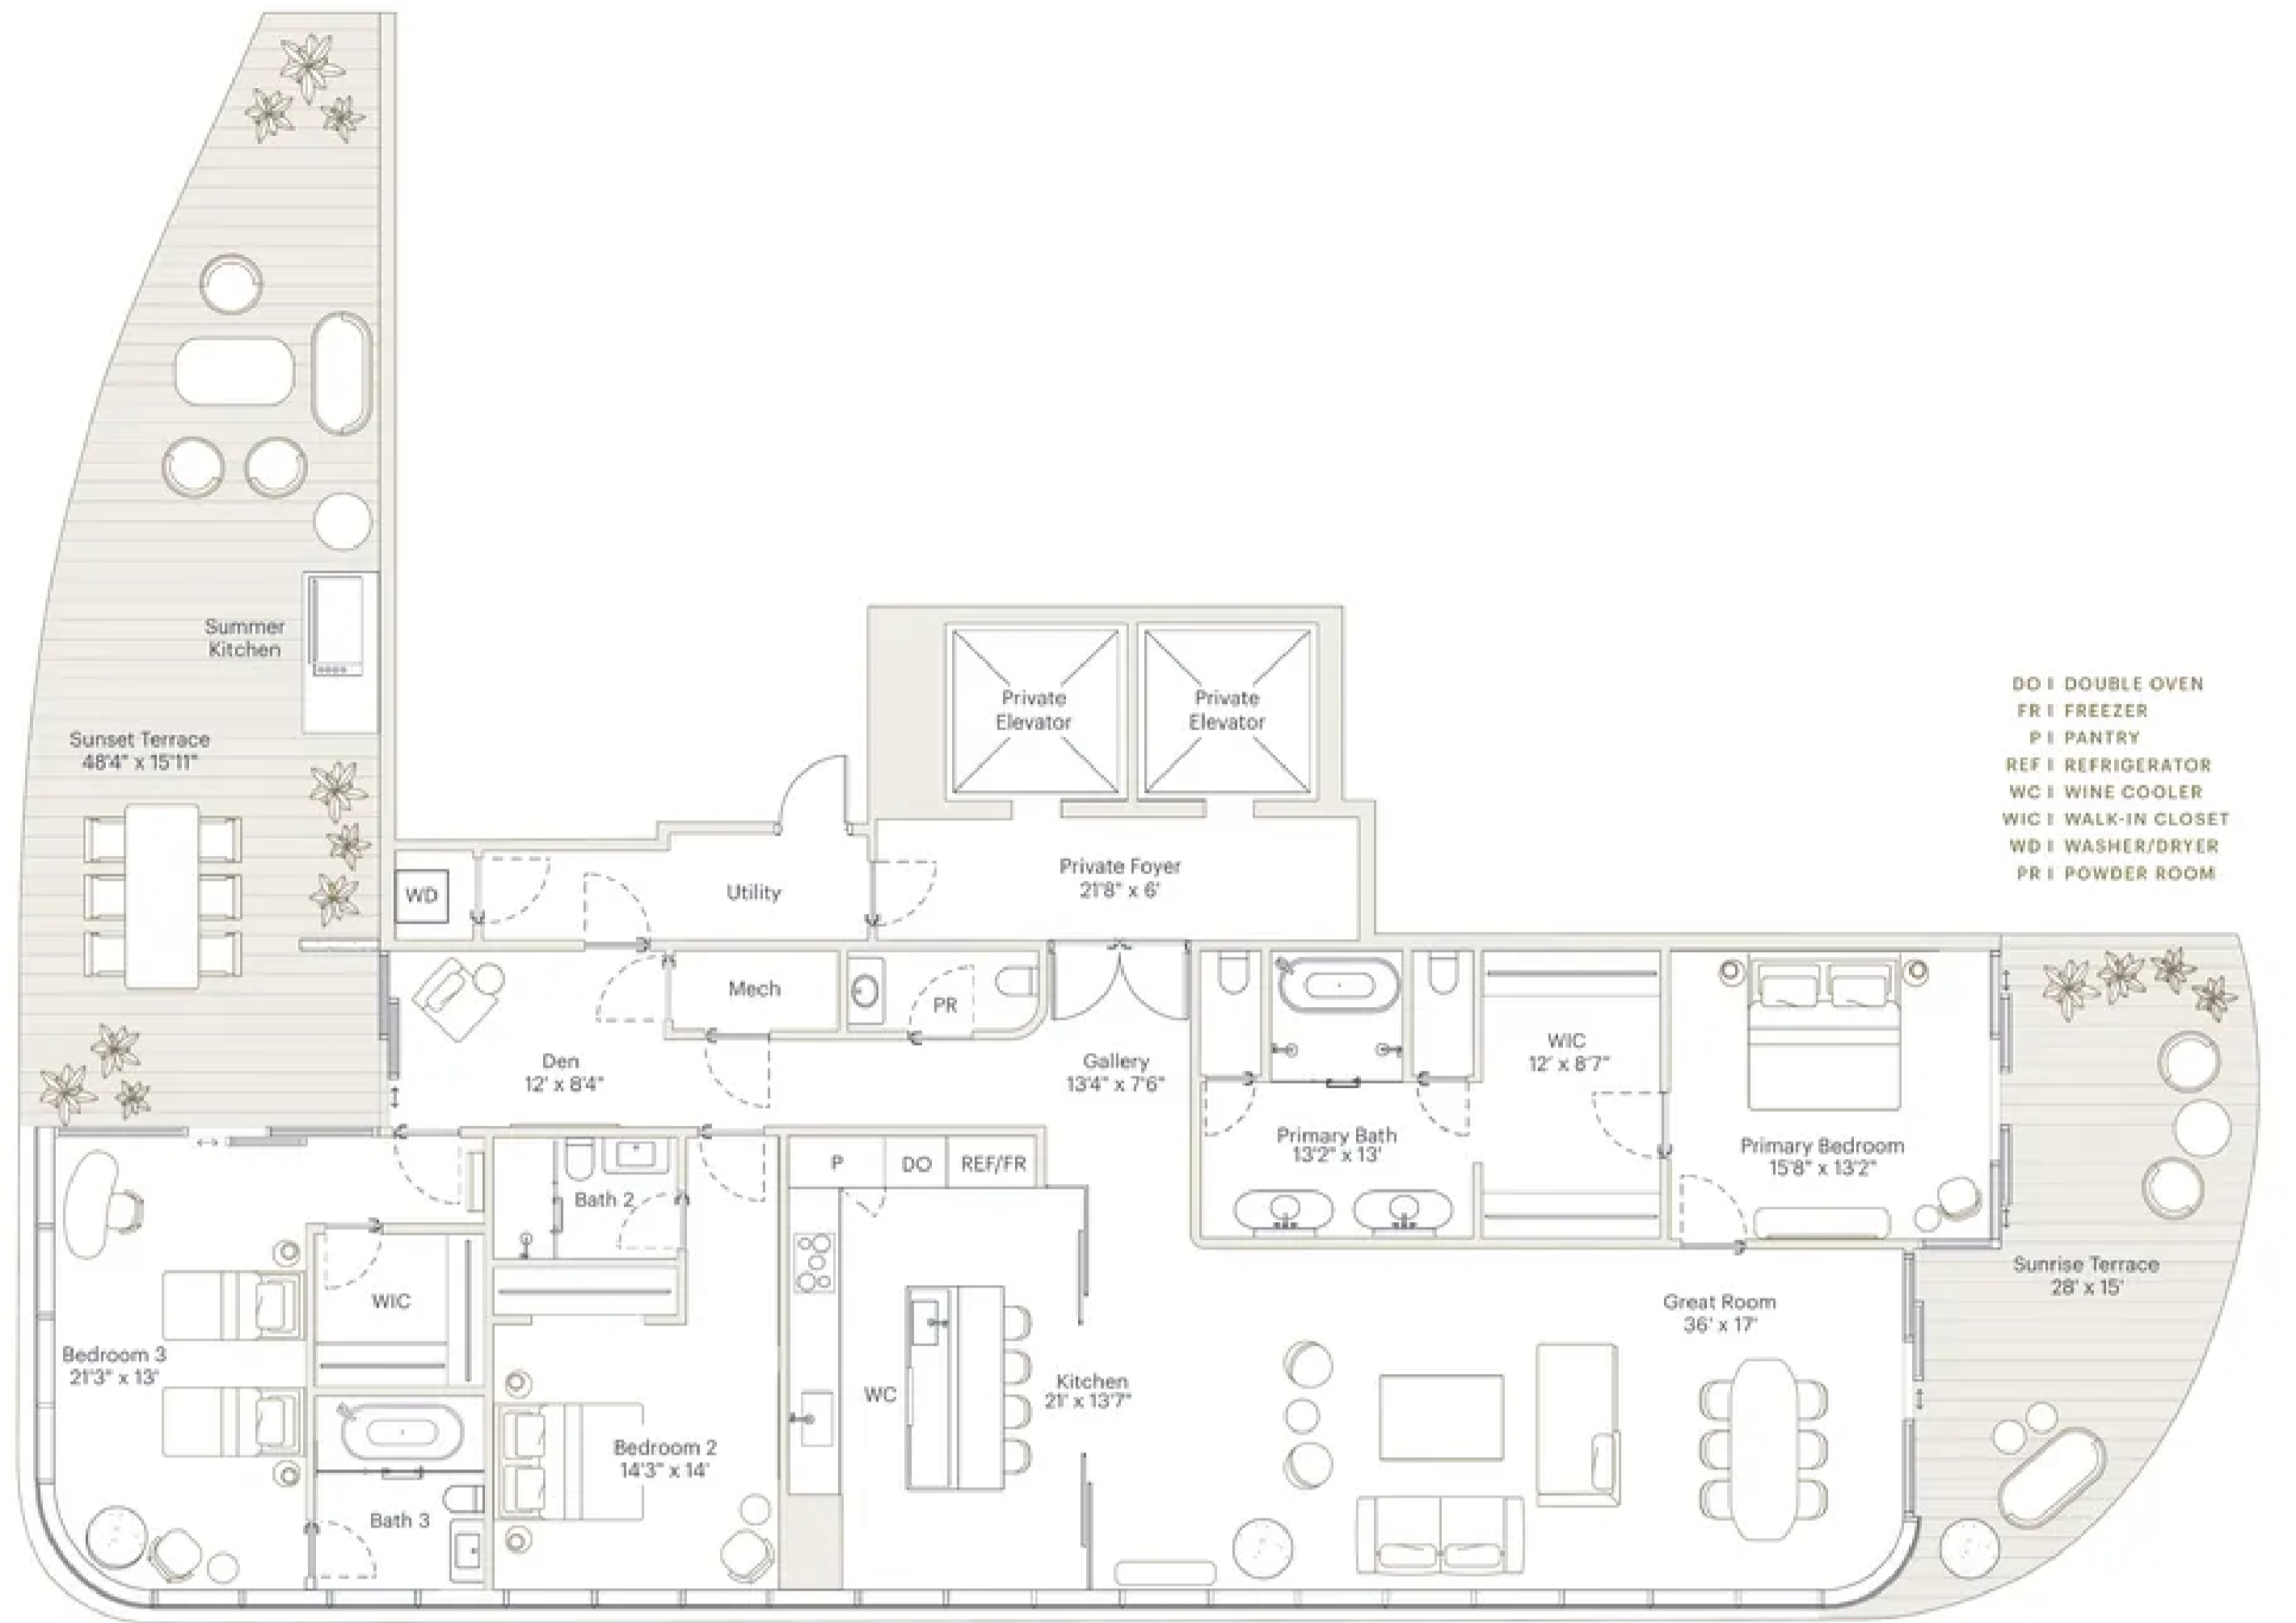 Summer
Kitchen
Sunset Terrace
48'4" x 15'11"
Private
Elevator
Private
Elevator
DO | DOUBLE OVEN
FR | FREEZER
P | PANTRY
REF | REFRIGERATOR
WC | WINE COOLER
WIC | WALK-IN CLOSET
WD | WASHER/DRYER
PR | POWDER ROOM
WD
Utility
Private Foyer
21'8" x 6'
Mech
PR
Den
12' x 8'4"
Gallery
13'4" x 7'6"
WIC
12' x 8'7"
Primary Bath
13'2" x 13'
Primary Bedroom
15'8" x 13'2"
P
DO
REF/FR
Bath 2
Sunrise Terrace
28' x 15'
WIC
Great Room
36' x 17'
Bedroom 3
21'3" x 13'
WC
Kitchen
21' x 13'7"
Bedroom 2
14'3" x 14'
Bath 3